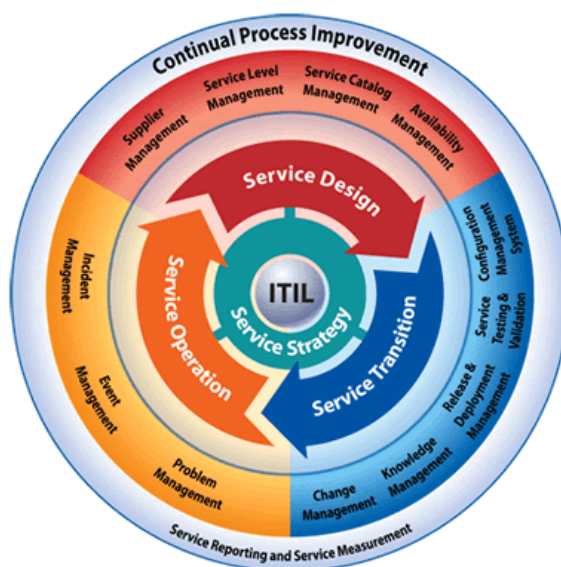 Continual Process Improvement
Supplier
Management
Service Level
Management
Service Catalog
Management
Availability
Management
Service Design
Configuration
Management
System
Service
Testing &
Validation
Release &
Deployment
Management
Knowledge
Management
Change
Management
Service Transition
Incident
Management
Event
Management
Problem
Management
Service Operation
ITIL
Service Strategy
Service Reporting and Service Measurement